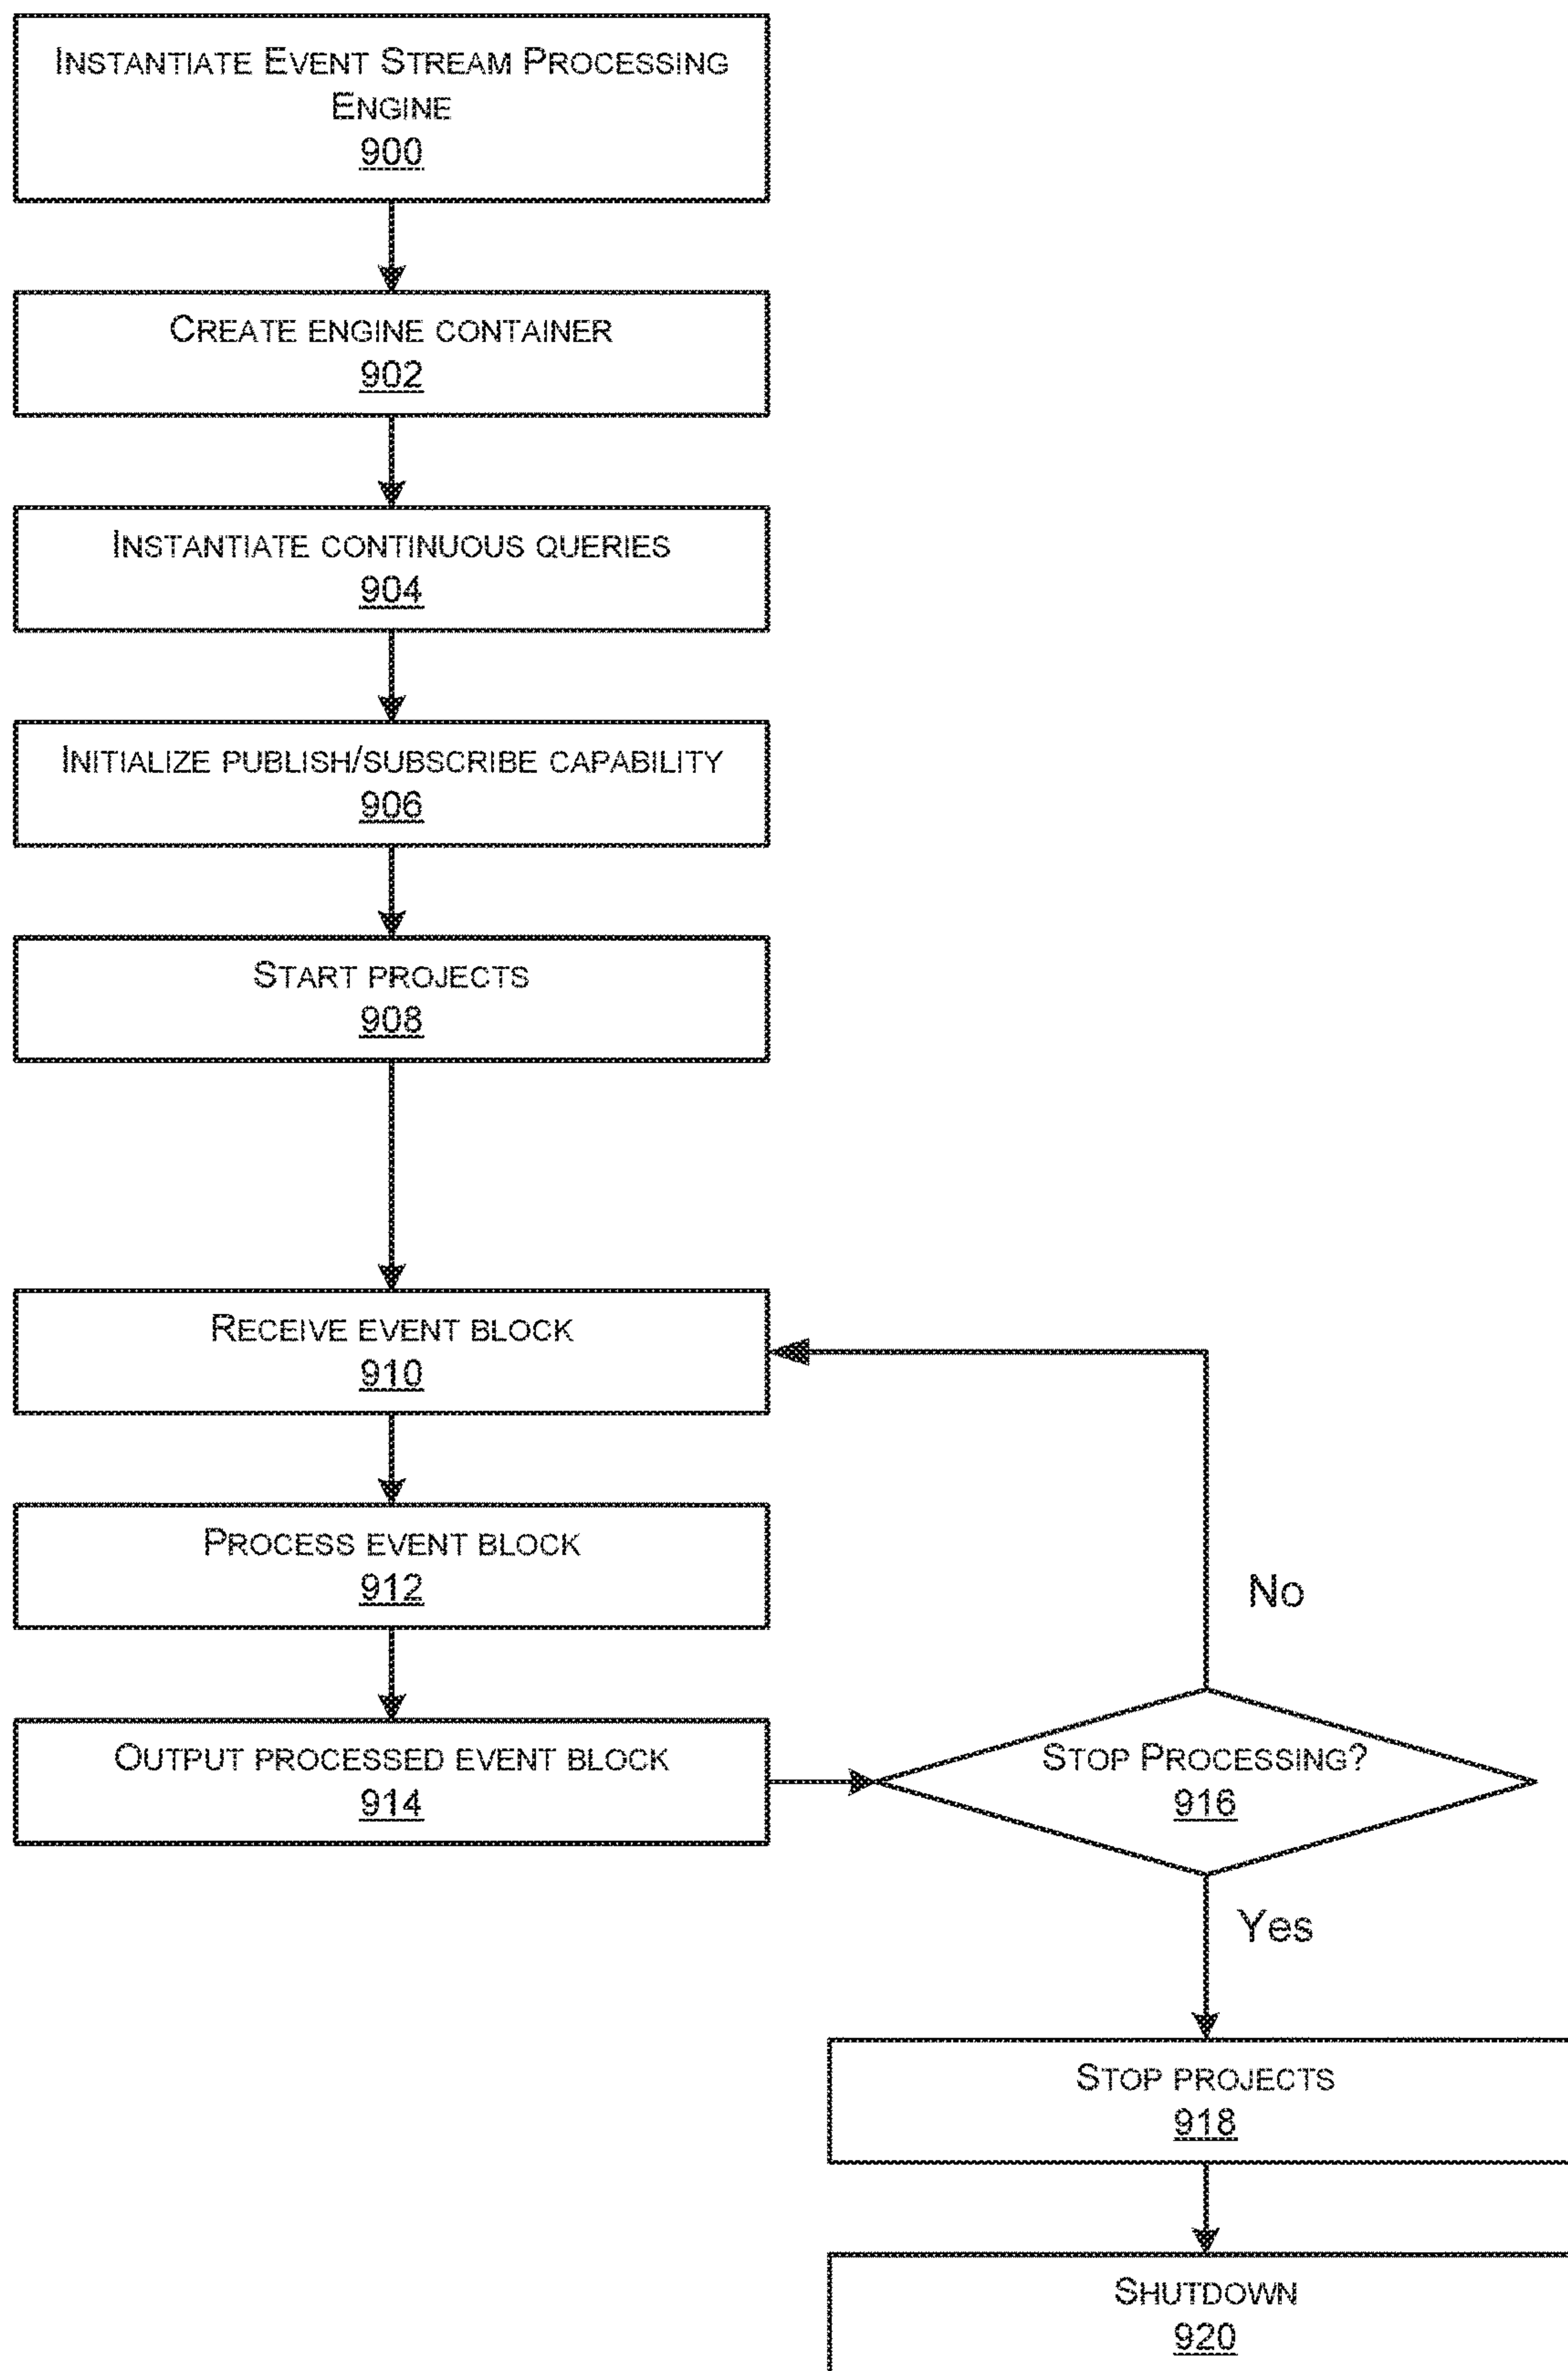 INSTANTIATE EVENT STREAM PROCESSING
ENGINE
900
CREATE ENGINE CONTAINER
902
INSTANTIATE CONTINUOUS QUERIES
904
INITIALIZE PUBLISH/SUBSCRIBE CAPABILITY
906
START PROJECTS
908
RECEIVE EVENT BLOCK
910
PROCESS EVENT BLOCK
912
No
OUTPUT PROCESSED EVENT BLOCK
914
STOP PROCESSING?
916
Yes
STOP PROJECTS
918
SHUTDOWN
920